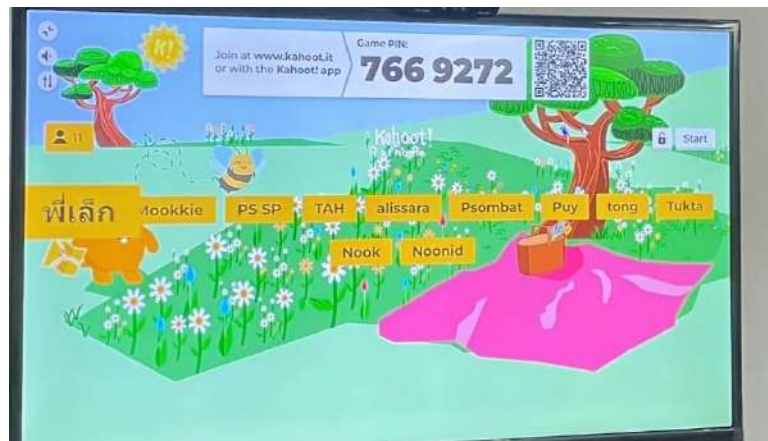 K!
Join at www.kahoot.it
or with the Kahoot! app
Game PIN:
766 9272
11
Kahoot!
Start
พี่เล็ก
Mookkie
PS SP
TAH
alissara
Psombat
Puy
tong
Tukta
Nook
Noonid